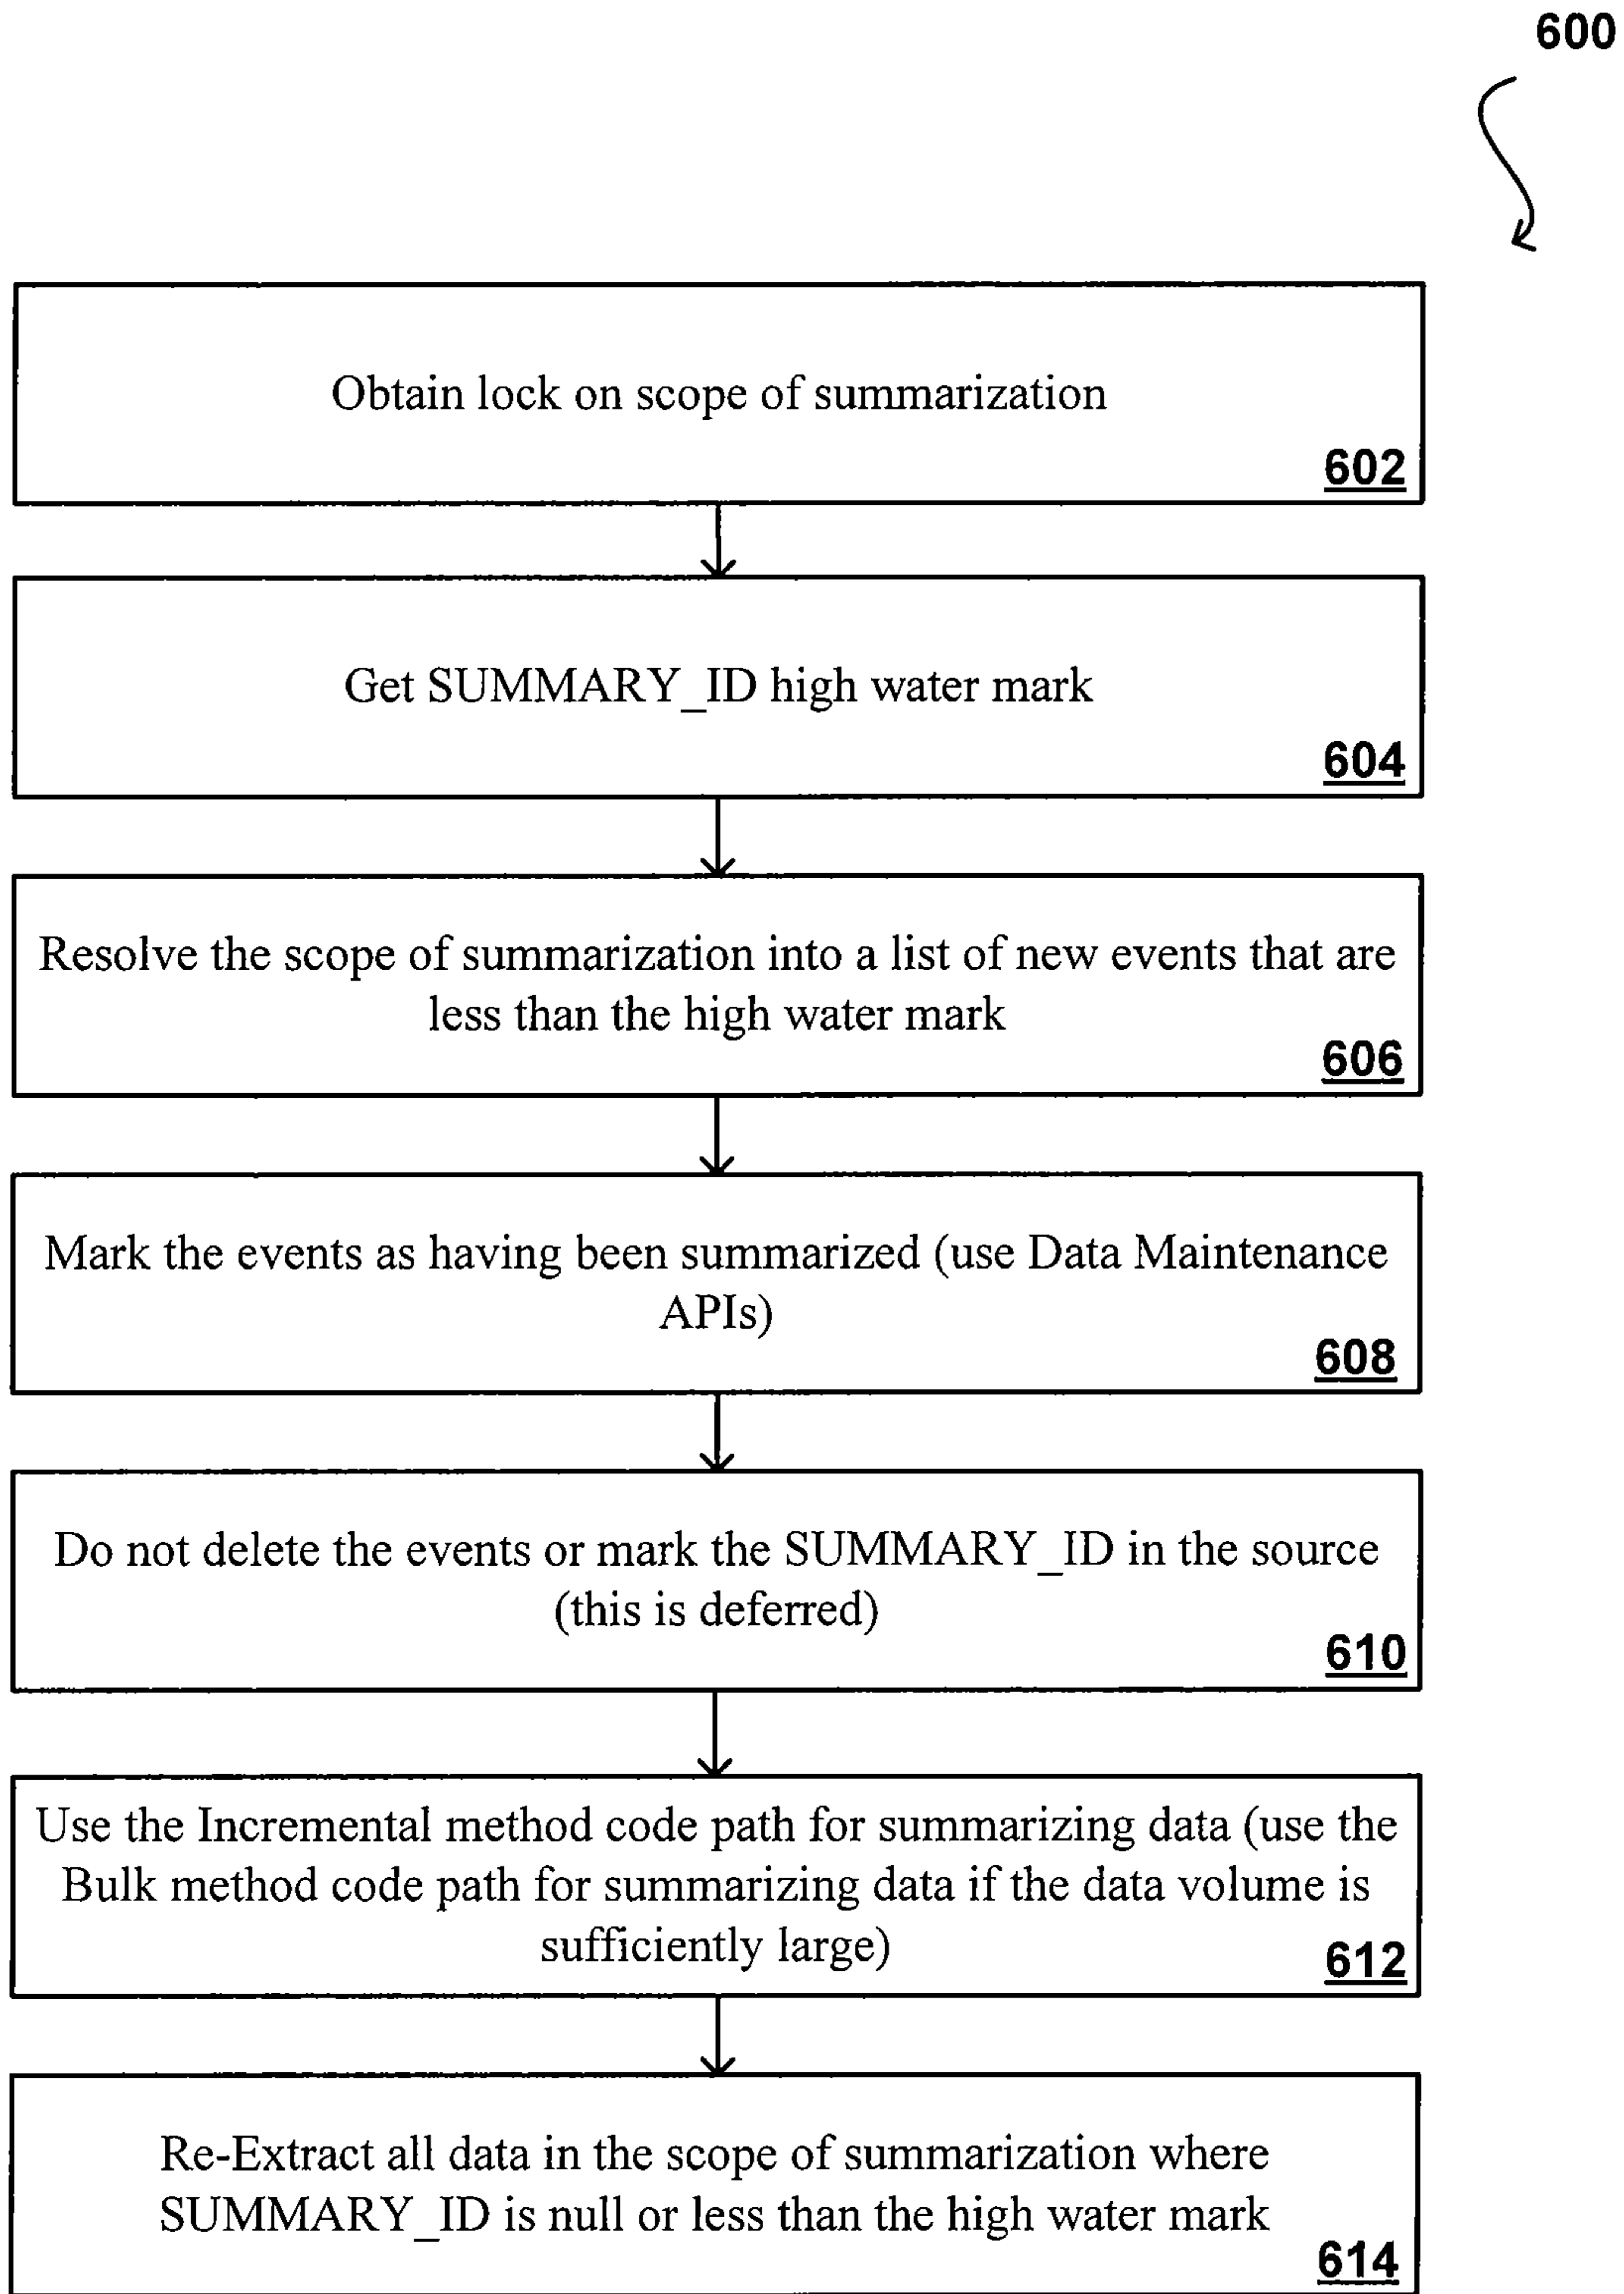 600
Obtain lock on scope of summarization
602
Get SUMMARY_ID high water mark
604
Resolve the scope of summarization into a list of new events that are
less than the high water mark
606
Mark the events as having been summarized (use Data Maintenance
APIs)
608
Do not delete the events or mark the SUMMARY_ID in the source
(this is deferred)
610
Use the Incremental method code path for summarizing data (use the
Bulk method code path for summarizing data if the data volume is
sufficiently large)
612
Re-Extract all data in the scope of summarization where
SUMMARY_ID is null or less than the high water mark
614